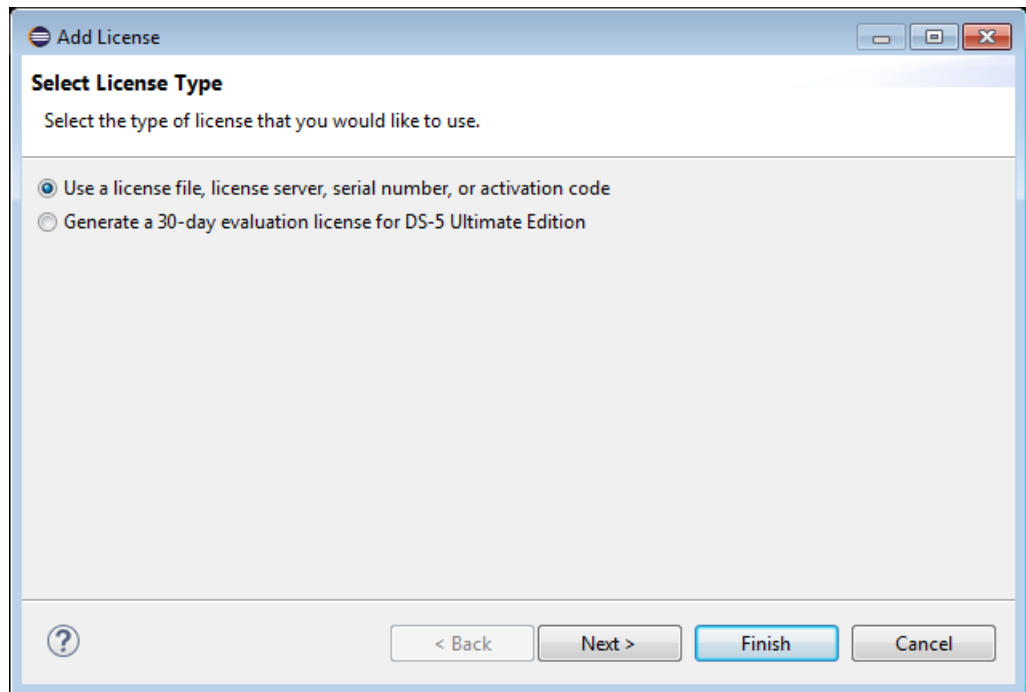 Add License
Select License Type
Select the type of license that you would like to use.
Use a license file, license server, serial number, or activation code
Generate a 30-day evaluation license for DS-5 Ultimate Edition
? < Back Next > Finish Cancel